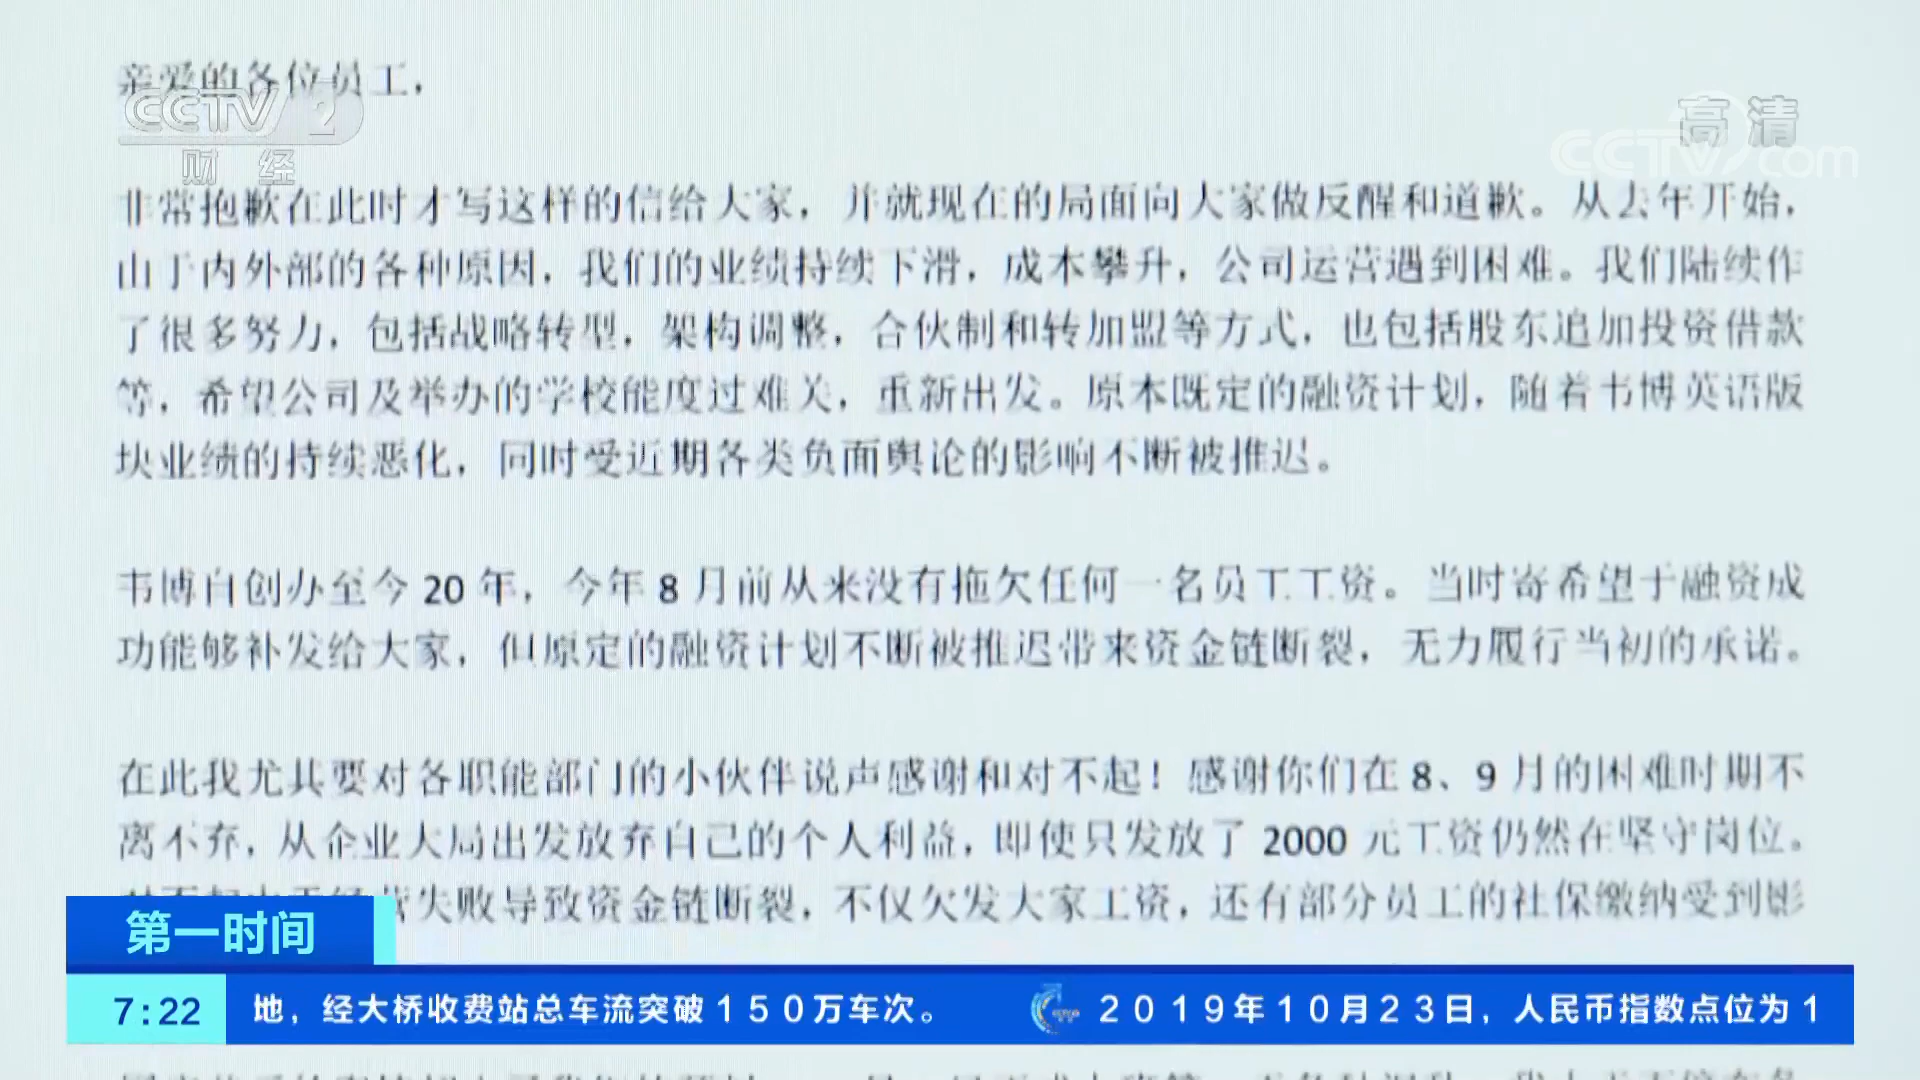 亲爱的各位员工，
CCTV 2
财 经
高清
CCTV.com
非常抱歉在此时才写这样的信给大家，并就现在的局面向大家做反醒和道歉。从去年开始，
由于内外部的各种原因，我们的业绩持续下滑，成本攀升，公司运营遇到困难。我们陆续作
了很多努力，包括战略转型，架构调整，合伙制和转加盟等方式，也包括股东追加投资借款
等，希望公司及举办的学校能度过难关，重新出发。原本既定的融资计划，随着韦博英语版
块业绩的持续恶化，同时受近期各类负面舆论的影响不断被推迟。
韦博自创办至今 20 年，今年 8 月前从来没有拖欠任何一名员工工资。当时寄希望于融资成
功能够补发给大家，但原定的融资计划不断被推迟带来资金链断裂，无力履行当初的承诺。
在此我尤其要对各职能部门的小伙伴说声感谢和对不起！感谢你们在 8、9 月的困难时期不
离不弃，从企业大局出发放弃自己的个人利益，即使只发放了 2000 元工资仍然在坚守岗位。
失败导致资金链断裂，不仅欠发大家工资，还有部分员工的社保缴纳受到影
第一时间
7:22 地，经大桥收费站总车流突破150万车次。 2019年10月23日，人民币指数点位为1